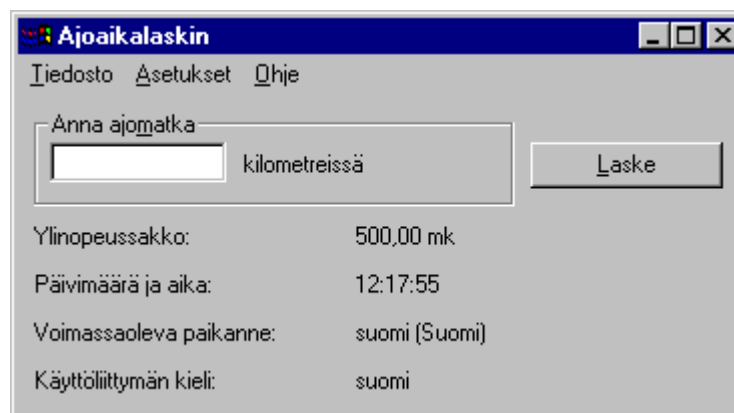 Ajoaikalaskin
Tiedosto Asetukset Ohje
Anna ajomatka
kilometreissä Laske
Ylinopeussakko: 500,00 mk
Päivimäärä ja aika: 12:17:55
Voimassaoleva paikanne: suomi (Suomi)
Käyttöliittymän kieli: suomi